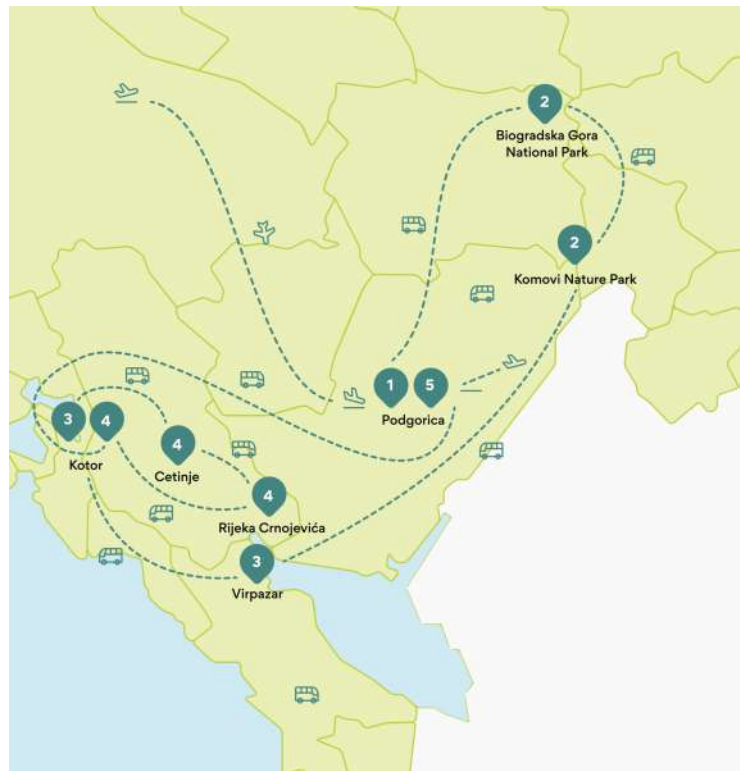 2
Biogradska Gora
National Park
2
Komovi Nature Park
1 5
Podgorica
3 4
Kotor
4
Cetinje
4
Rijeka Crnojevića
3
Virpazar